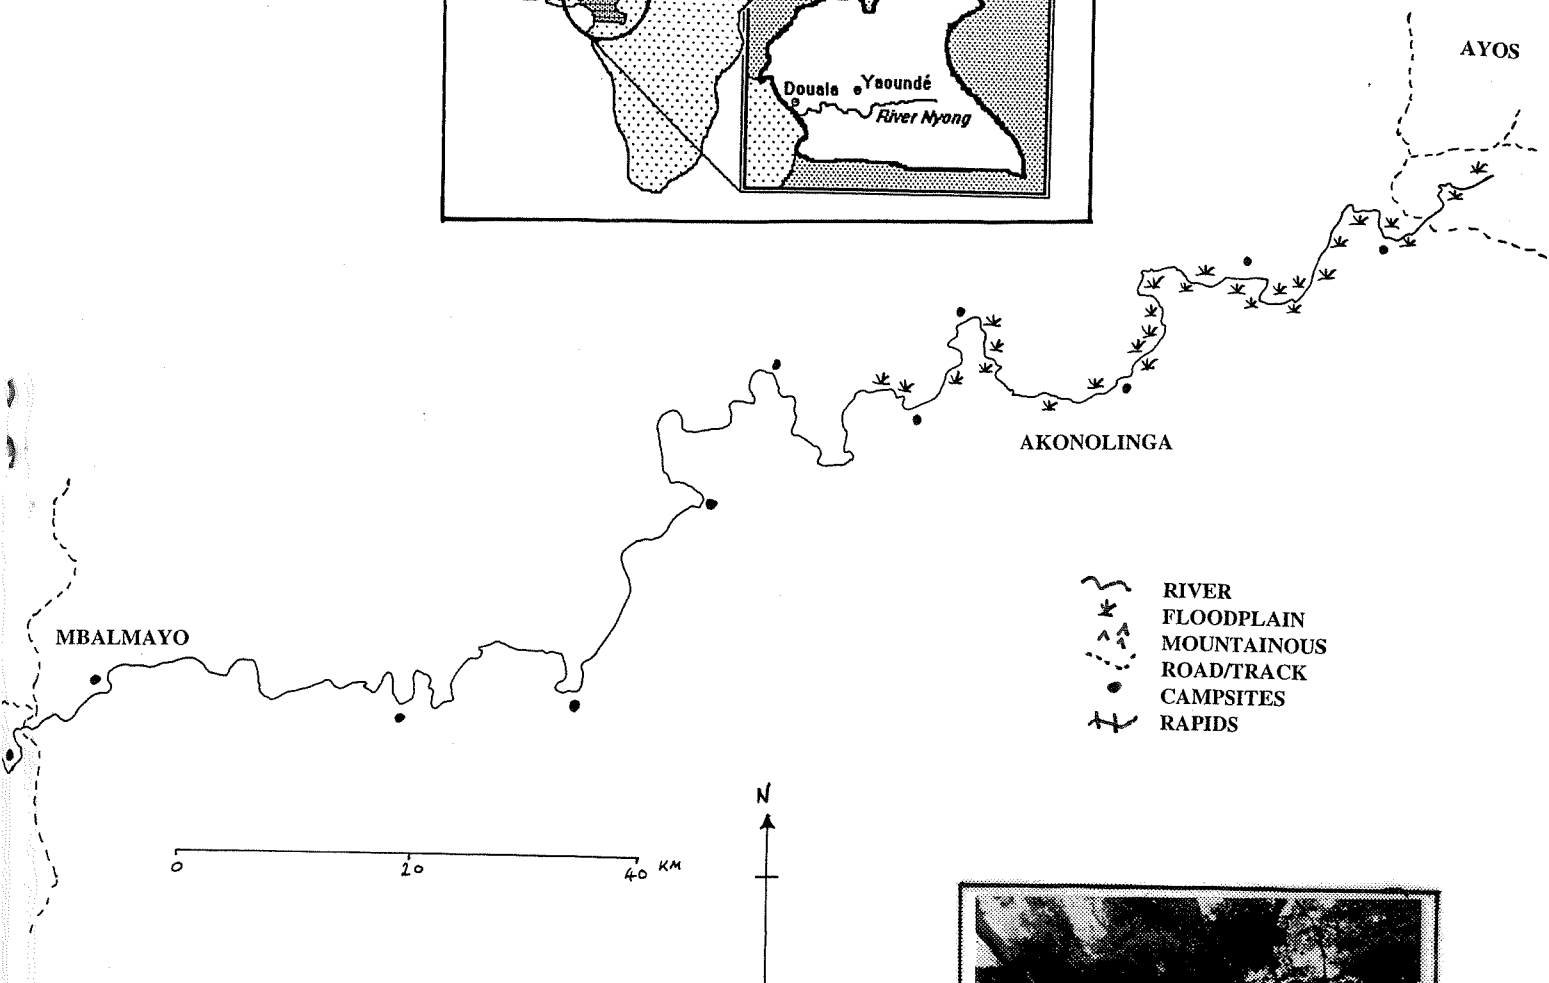 AYOS
Douala Yaoundé
River Nyong
AKONOLINGA
RIVER
FLOODPLAIN
MOUNTAINOUS
ROAD/TRACK
CAMPSITES
RAPIDS
MBALMAYO
N
0 20 40 KM